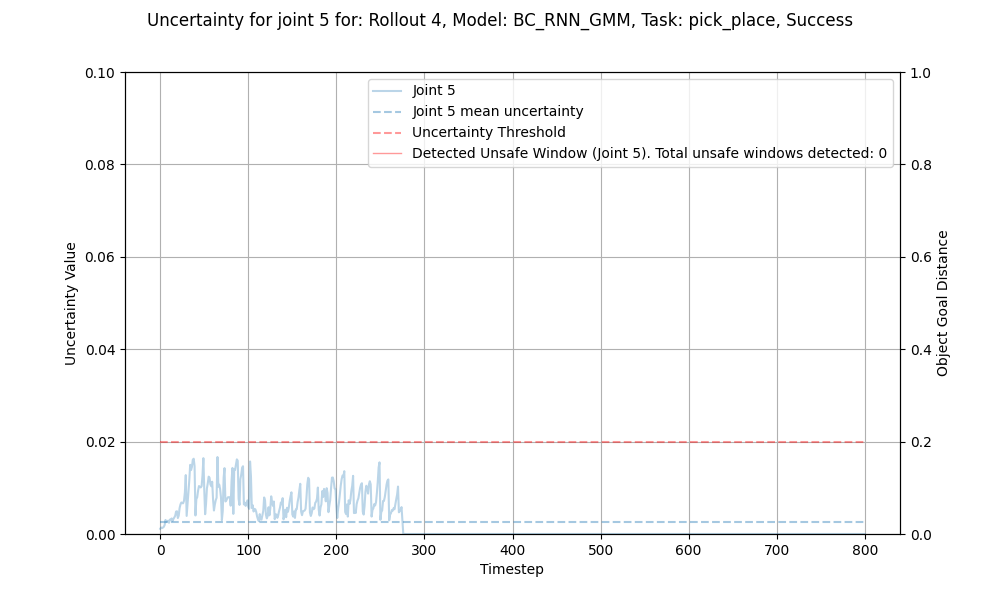 Uncertainty for joint 5 for: Rollout 4, Model: BC_RNN_GMM, Task: pick_place, Success
Joint 5
Joint 5 mean uncertainty
Uncertainty Threshold
Detected Unsafe Window (Joint 5). Total unsafe windows detected: 0
Uncertainty Value
0.10
0.08
0.06
0.04
0.02
0.00
1.0
0.8
0.6
0.4
0.2
0.0
Object Goal Distance
0 100 200 300 400 500 600 700 800
Timestep